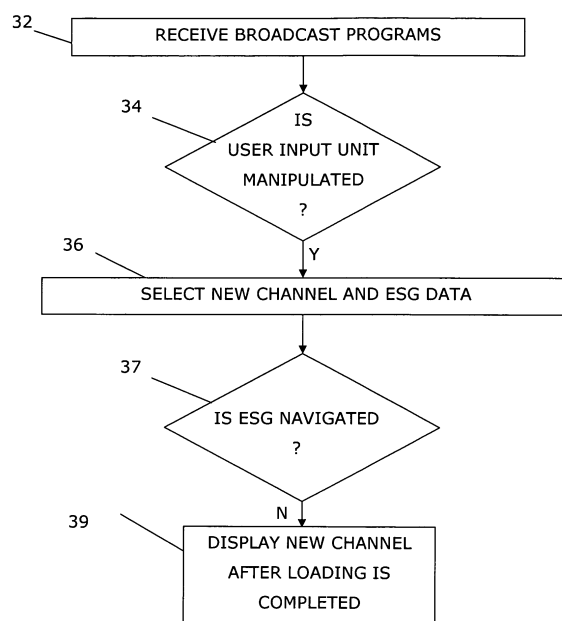 32
RECEIVE BROADCAST PROGRAMS
34
IS
USER INPUT UNIT
MANIPULATED
?
Y
36
SELECT NEW CHANNEL AND ESG DATA
37
IS ESG NAVIGATED
?
N
39
DISPLAY NEW CHANNEL
AFTER LOADING IS
COMPLETED